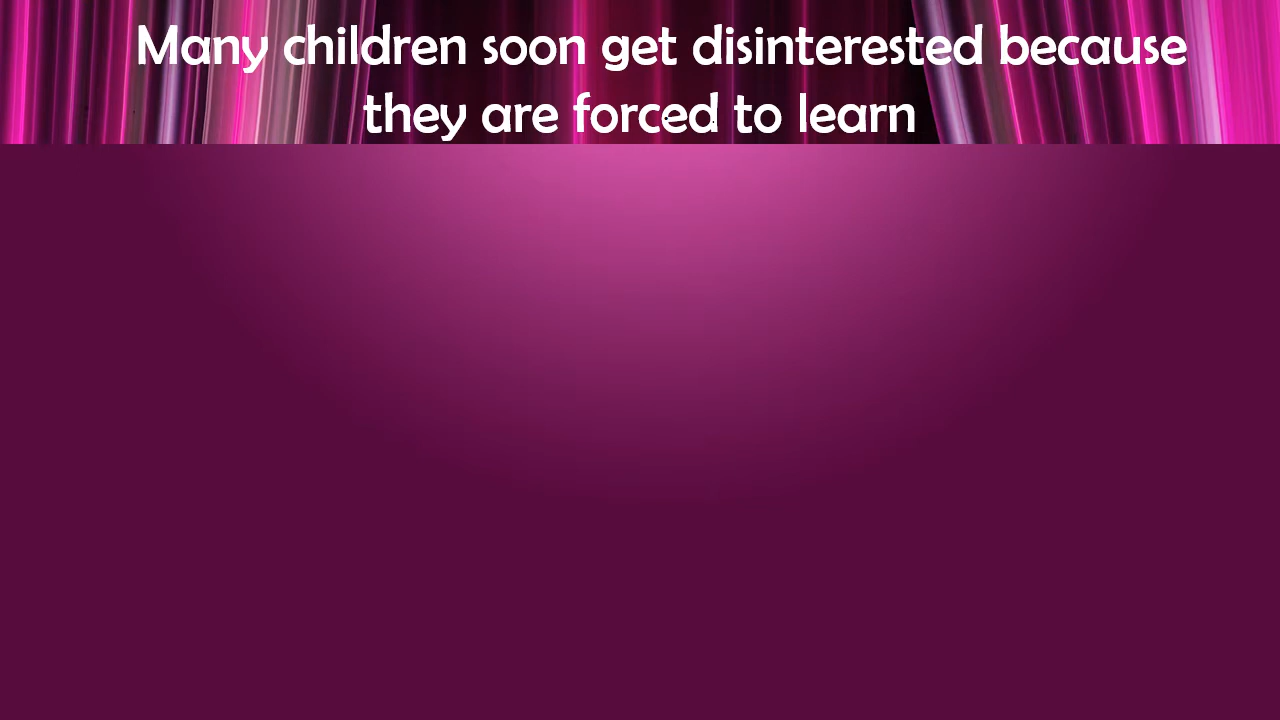 Many children soon get disinterested because
they are forced to learn